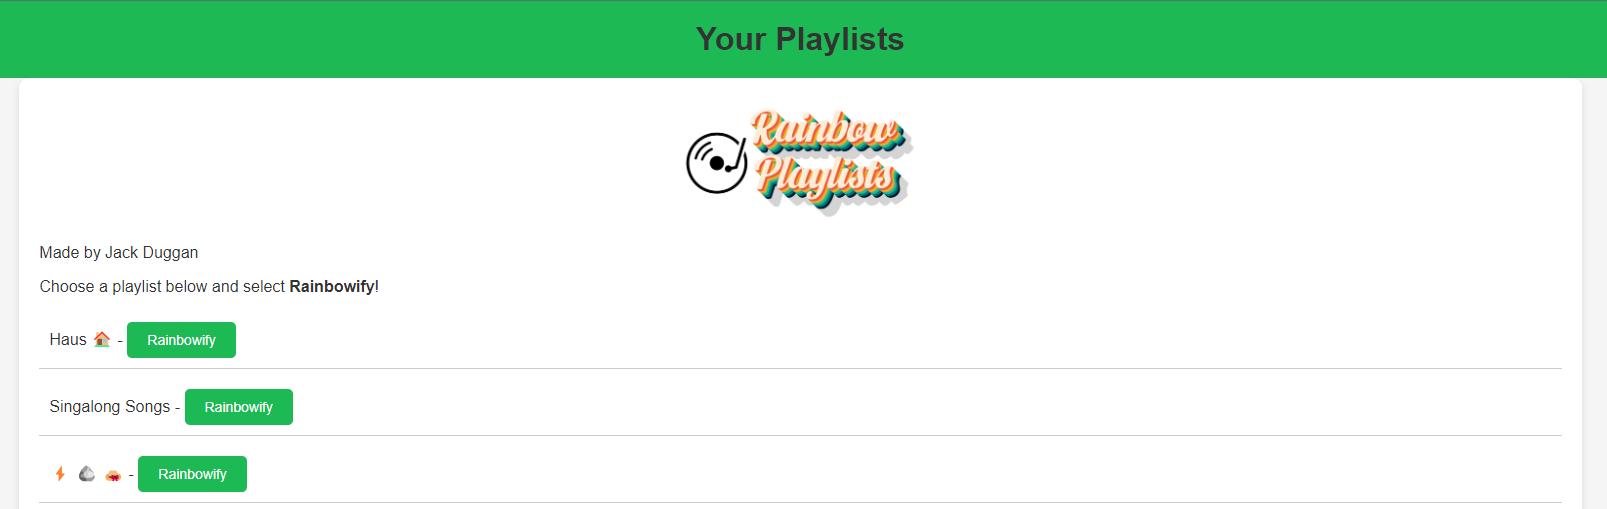 Your Playlists
Rainbow
Playlists
Made by Jack Duggan
Choose a playlist below and select Rainbowify!
Haus 🏠 - Rainbowify
Singalong Songs - Rainbowify
⚡ 🪨 🛖 - Rainbowify